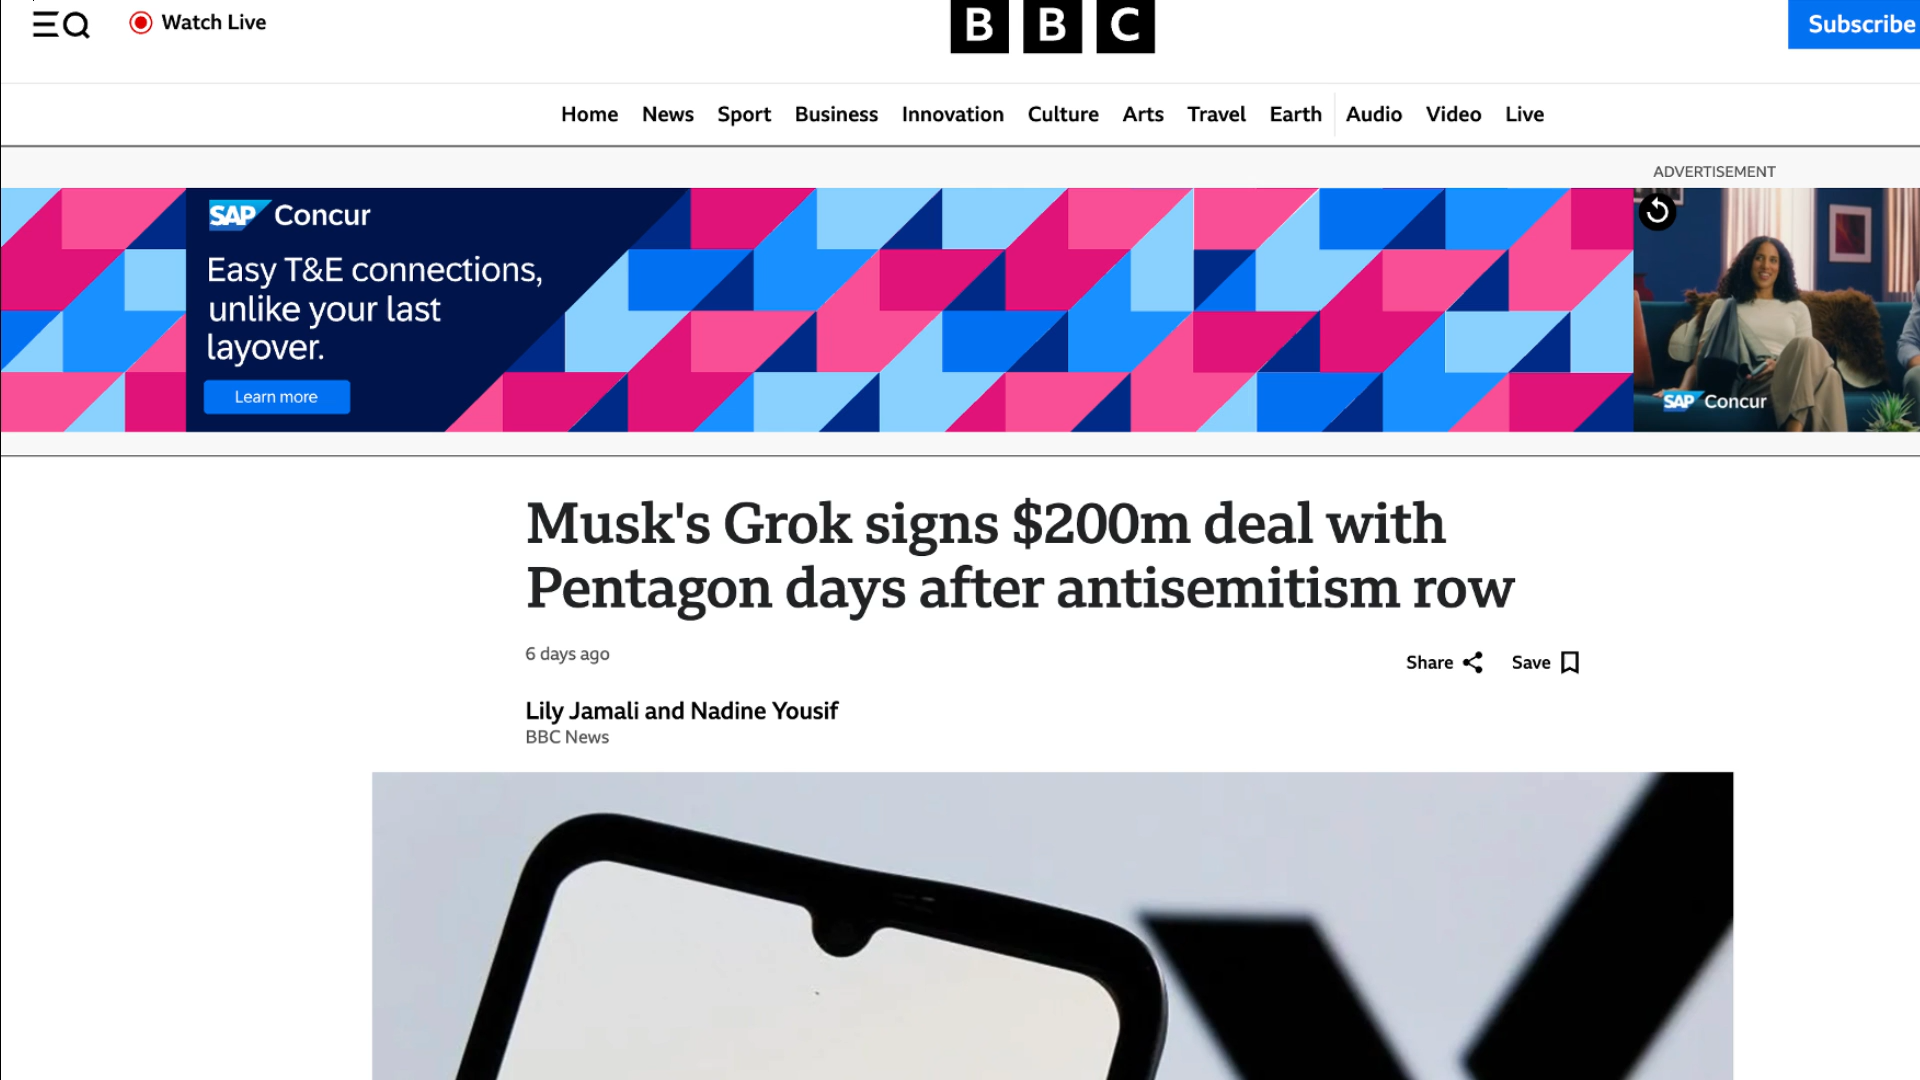 Watch Live
BBC
Subscribe
Home News Sport Business Innovation Culture Arts Travel Earth Audio Video Live
ADVERTISEMENT
SAP Concur
Easy T&E connections,
unlike your last
layover.
Learn more
SAP Concur
Musk's Grok signs $200m deal with
Pentagon days after antisemitism row
6 days ago
Share Save
Lily Jamali and Nadine Yousif
BBC News